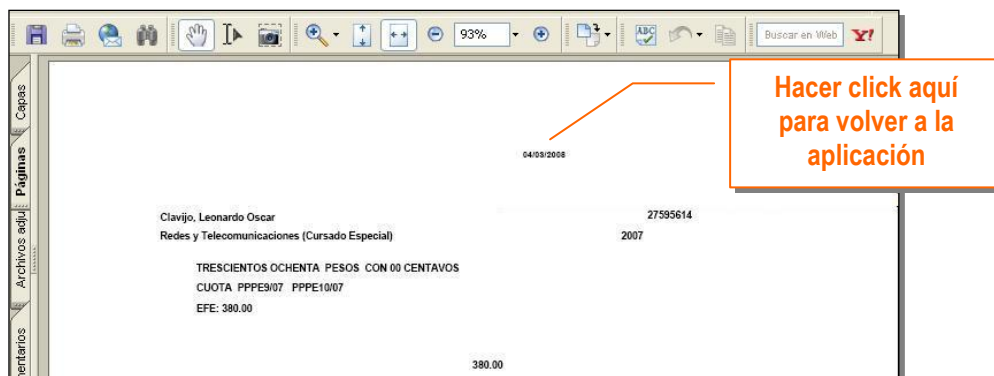 93%
ABC
Buscar en Web
Y!
Capas
Páginas
Archivos adju
entarios
Hacer click aquí
para volver a la
aplicación
04/03/2008
Clavijo, Leonardo Oscar 27595614
Redes y Telecomunicaciones (Cursado Especial) 2007
TRESCIENTOS OCHENTA PESOS CON 00 CENTAVOS
CUOTA PPPE9/07 PPPE10/07
EFE: 380.00
380.00